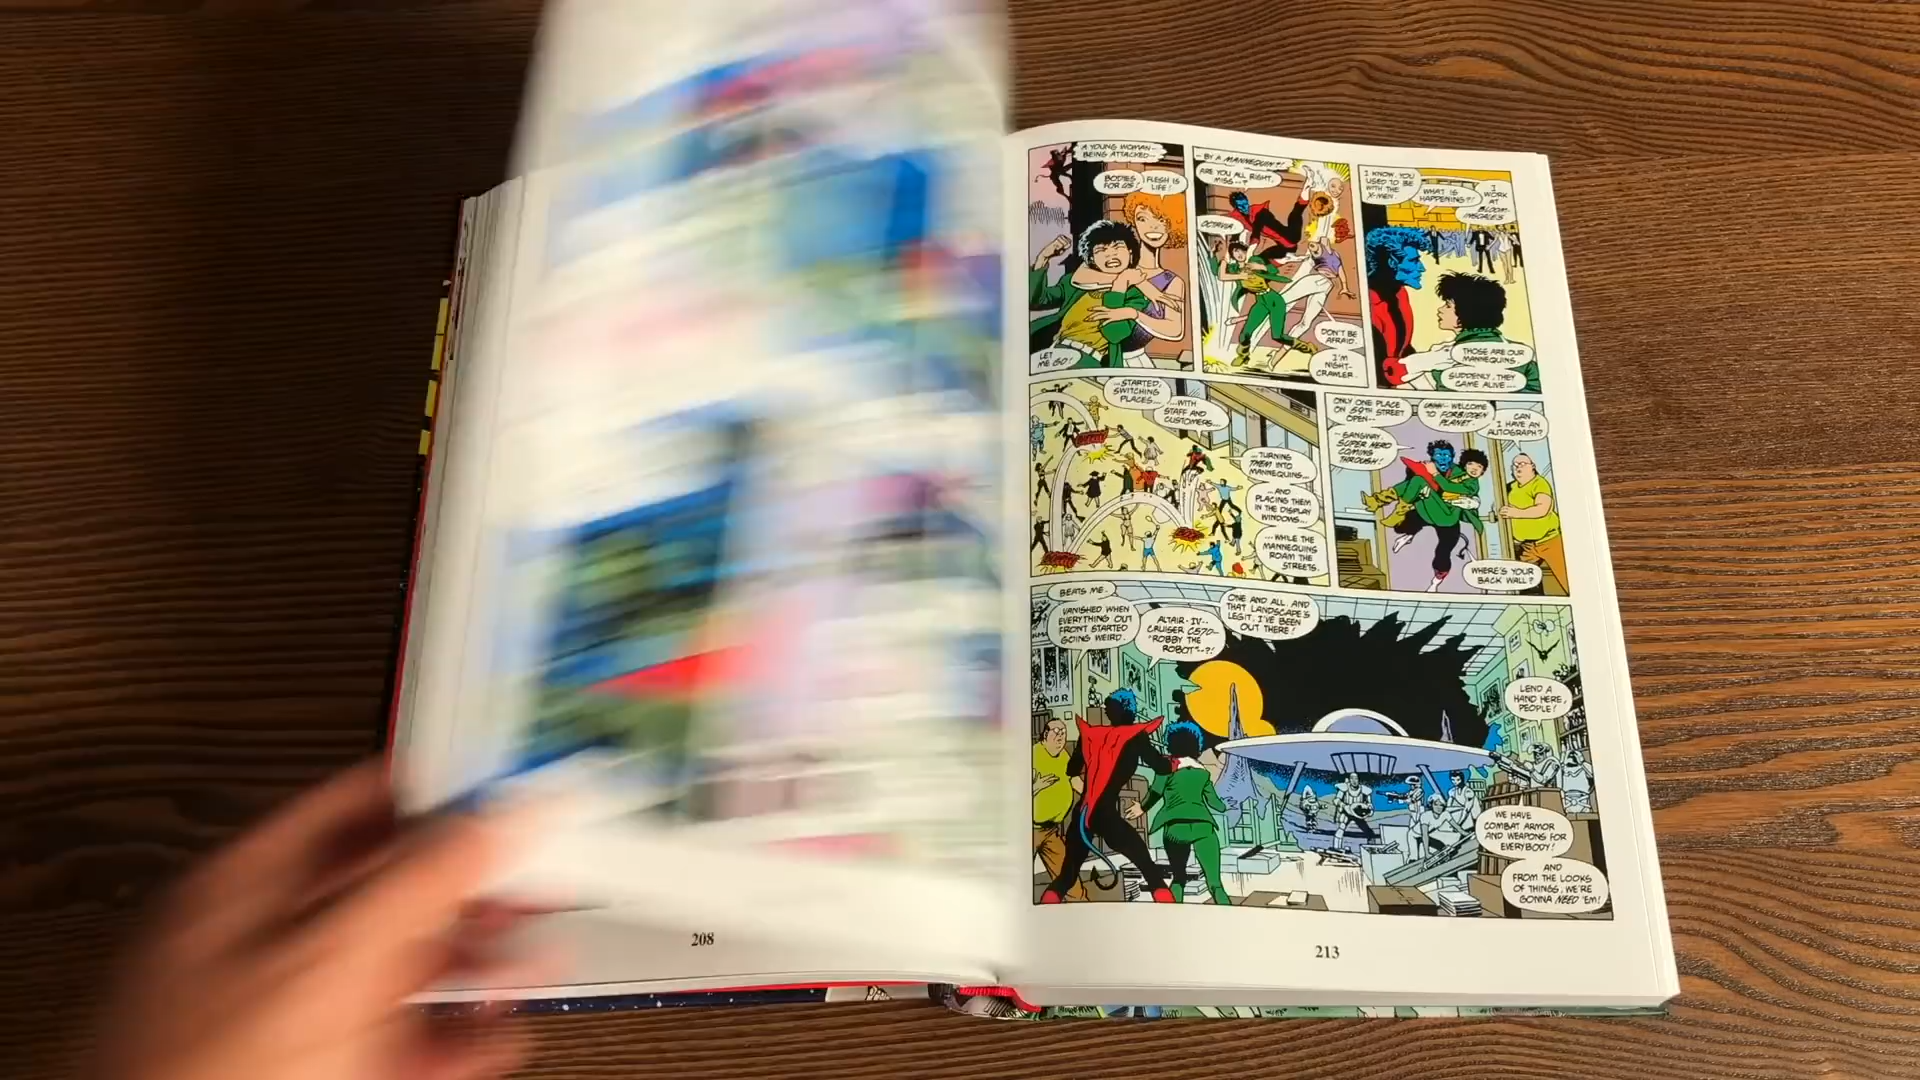 A YOUNG WOMAN--
BEING ATTACKED--
BODIES
FOR US!
FLESH IS
LIFE!
LET
ME GO!
--BY A MANNEQUIN?!
ARE YOU ALL RIGHT,
MISS--?
OCTAVIA.
DON'T BE
AFRAID.
I'M
NIGHT-
CRAWLER.
I KNOW. YOU
USED TO BE
WITH THE
X-MEN.
WHAT IS
HAPPENING?!
I
WORK
AT
BLOOM-
INGDALE'S.
THOSE ARE OUR
MANNEQUINS.
SUDDENLY, THEY
CAME ALIVE--
...STARTED
SWITCHING
PLACES...
...WITH
STAFF AND
CUSTOMERS...
...TURNING
THEM INTO
MANNEQUINS...
...AND
PLACING THEM
IN THE DISPLAY
WINDOWS...
...WHILE THE
MANNEQUINS
ROAM THE
STREETS.
ONLY ONE PLACE
ON 59TH STREET
OPEN--
--GANGWAY,
SUPER HERO
COMING
THROUGH!
WELCOME
TO FORBIDDEN
PLANET.
CAN
I HAVE AN
AUTOGRAPH?
WHERE'S YOUR
BACK WALL?
BEATS ME.
VANISHED WHEN
EVERYTHING OUT
FRONT STARTED
GOING WEIRD.
ALTAIR-IV--
CRUISER C57D--
"ROBBY THE
ROBOT"--?!
ONE AND ALL. AND
THAT LANDSCAPE'S
LEGIT. I'VE BEEN
OUT THERE!
LEND A
HAND HERE,
PEOPLE!
WE HAVE
COMBAT ARMOR
AND WEAPONS FOR
EVERYBODY!
AND
FROM THE LOOKS
OF THINGS, WE'RE
GONNA NEED 'EM!
208
213